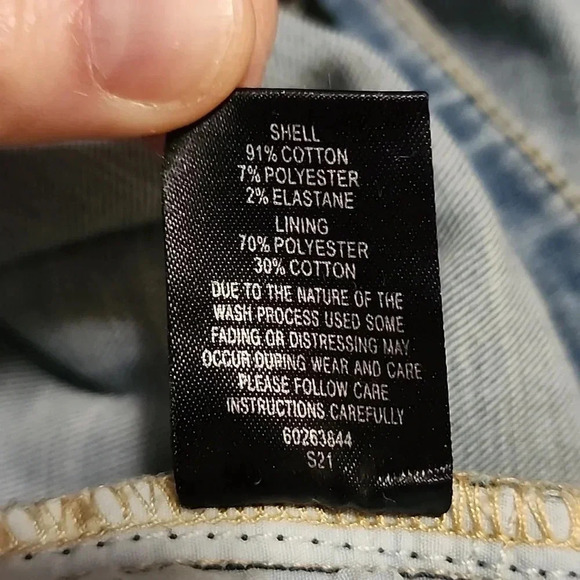 SHELL
91% COTTON
7% POLYESTER
2% ELASTANE
LINING
70% POLYESTER
30% COTTON
DUE TO THE NATURE OF THE
WASH PROCESS USED SOME
FADING OR DISTRESSING MAY
OCCUR DURING WEAR AND CARE
PLEASE FOLLOW CARE
INSTRUCTIONS CAREFULLY
60263844
S21